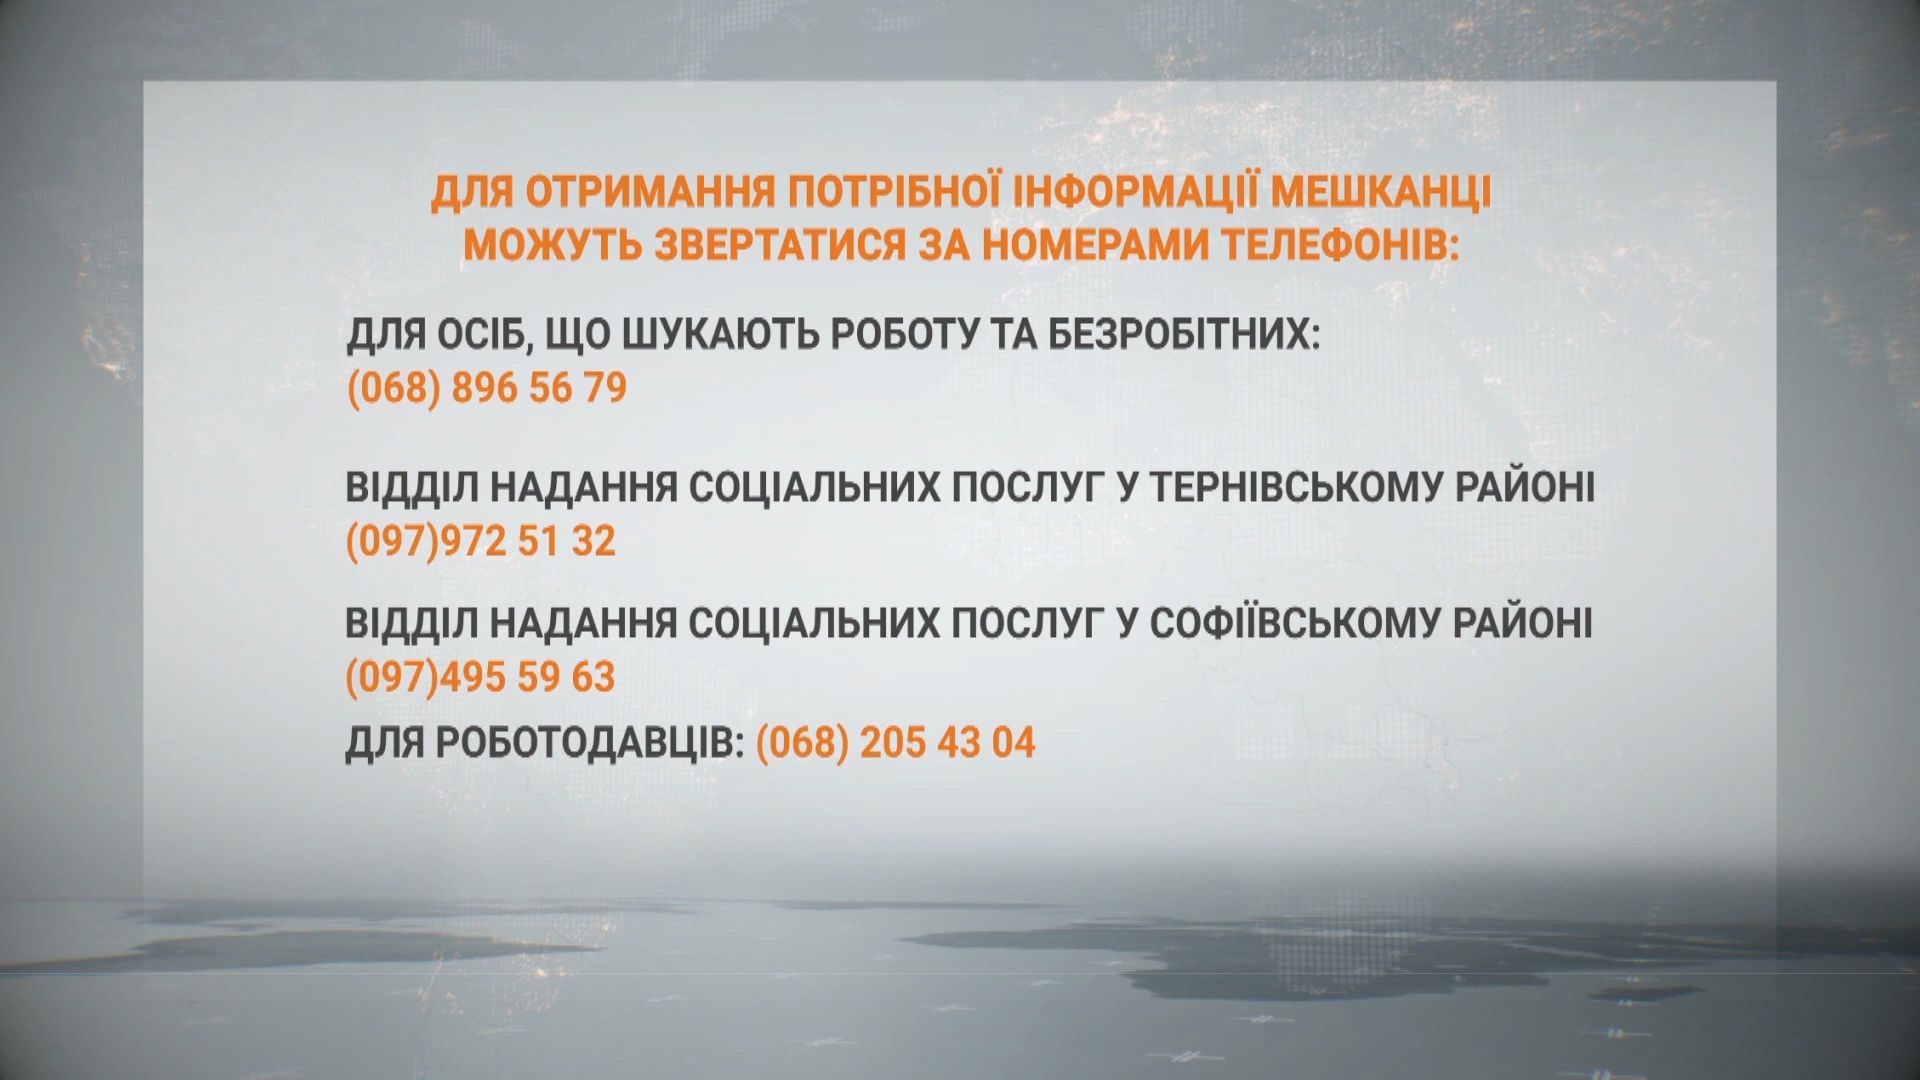 ДЛЯ ОТРИМАННЯ ПОТРІБНОЇ ІНФОРМАЦІЇ МЕШКАНЦІ
МОЖУТЬ ЗВЕРТАТИСЯ ЗА НОМЕРАМИ ТЕЛЕФОНІВ:
ДЛЯ ОСІБ, ЩО ШУКАЮТЬ РОБОТУ ТА БЕЗРОБІТНИХ:
(068) 896 56 79
ВІДДІЛ НАДАННЯ СОЦІАЛЬНИХ ПОСЛУГ У ТЕРНІВСЬКОМУ РАЙОНІ
(097)972 51 32
ВІДДІЛ НАДАННЯ СОЦІАЛЬНИХ ПОСЛУГ У СОФІЇВСЬКОМУ РАЙОНІ
(097)495 59 63
ДЛЯ РОБОТОДАВЦІВ: (068) 205 43 04